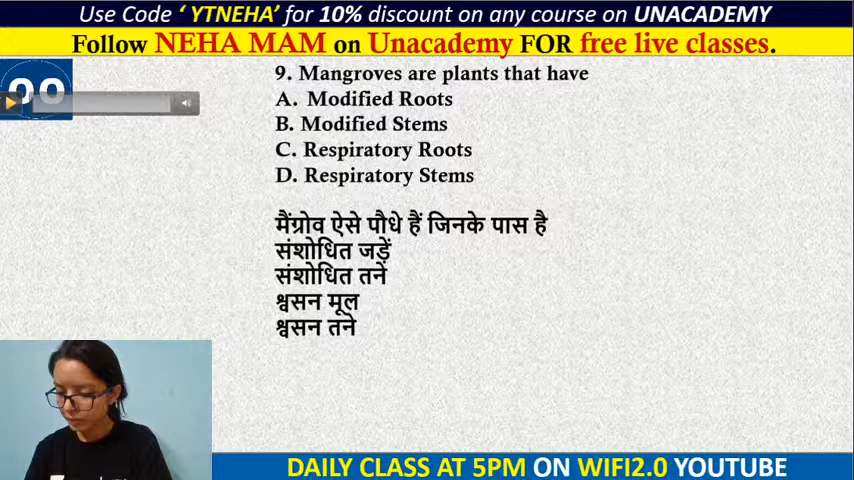 Use Code ‘ YTNEHA’ for 10% discount on any course on UNACADEMY
Follow NEHA MAM on Unacademy FOR free live classes.
00
9. Mangroves are plants that have
A. Modified Roots
B. Modified Stems
C. Respiratory Roots
D. Respiratory Stems
मैंग्रोव ऐसे पौधे हैं जिनके पास है
संशोधित जड़ें
संशोधित तने
श्वसन मूल
श्वसन तने
DAILY CLASS AT 5PM ON WIFI2.0 YOUTUBE